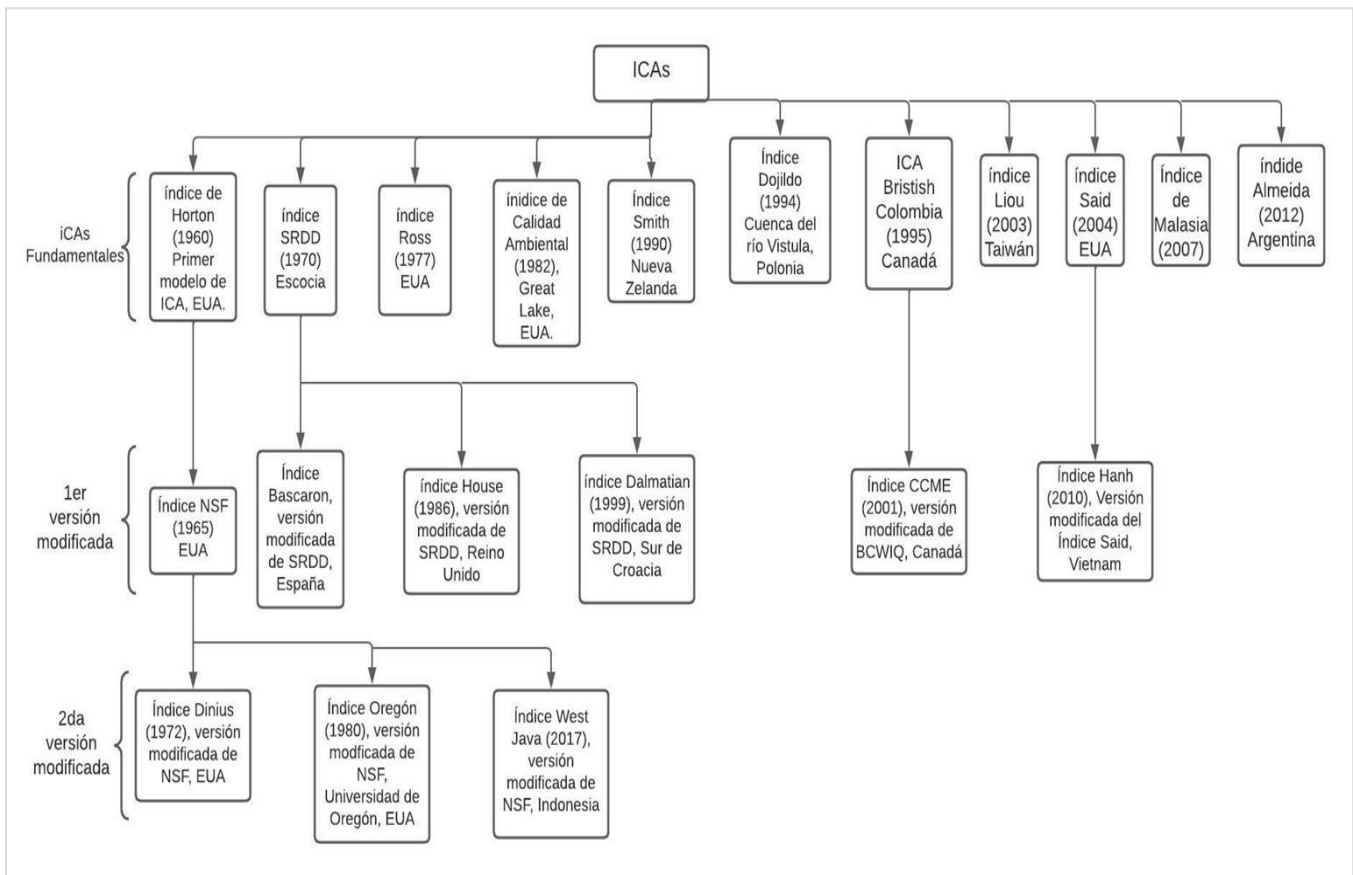 ICAs
iCAs
Fundamentales
índice de
Horton
(1960)
Primer
modelo de
ICA, EUA.
índice
SRDD
(1970)
Escocia
índice
Ross
(1977)
EUA
ínidice de
Calidad
Ambiental
(1982),
Great
Lake,
EUA.
Índice
Smith
(1990)
Nueva
Zelanda
Índice
Dojildo
(1994)
Cuenca del
río Vistula,
Polonia
ICA
Bristish
Colombia
(1995)
Canadá
índice
Liou
(2003)
Taiwán
índice
Said
(2004)
EUA
Índice
de
Malasia
(2007)
índide
Almeida
(2012)
Argentina
1er
versión
modificada
Índice NSF
(1965)
EUA
Índice
Bascaron,
versión
modificada
de SRDD,
España
índice House
(1986), versión
modificada de
SRDD, Reino
Unido
índice Dalmatian
(1999), versión
modificada de
SRDD, Sur de
Croacia
Índice CCME
(2001), versión
modificada de
BCWIQ, Canadá
Índice Hanh
(2010), Versión
modificada del
Índice Said,
Vietnam
2da
versión
modificada
Índice Dinius
(1972), versión
modificada de
NSF, EUA
Índice Oregón
(1980), versión
modficada de
NSF,
Universidad de
Oregón, EUA
Índice West
Java (2017),
versión
modificada de
NSF, Indonesia